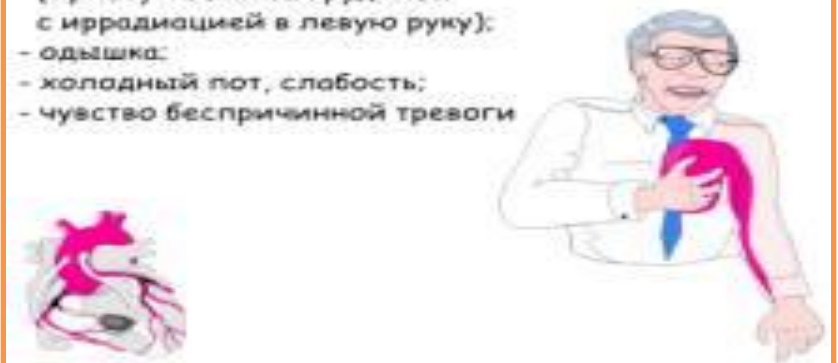 с иррадиацией в левую руку);
- одышка;
- холодный пот, слабость;
- чувство беспричинной тревоги